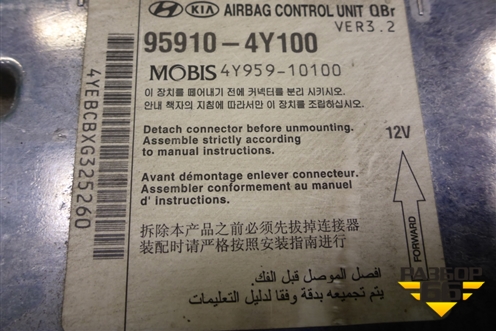 KIA AIRBAG CONTROL UNIT QBr
VER3.2
95910-4Y100
MOBIS 4Y959-10100
이 장치를 떼어내기 전에 커넥터를 분리 시키시오.
안내 책자의 지침에 따라서만 이 장치를 조립하십시오.
Detach connector before unmounting.
Assemble strictly according
to manual instructions.
12V
Avant démontage enlever connecteur.
Assembler conformement au manuel
d' instructions.
FORWARD
拆除本产品之前必须先拔掉连接器
装配时请严格按照安装指南进行
افصل الموصل قبل الفك.
يتم تجميعه بدقة وفقا لدليل التعليمات
4YEBCBXG325260
РАЗБОР
66